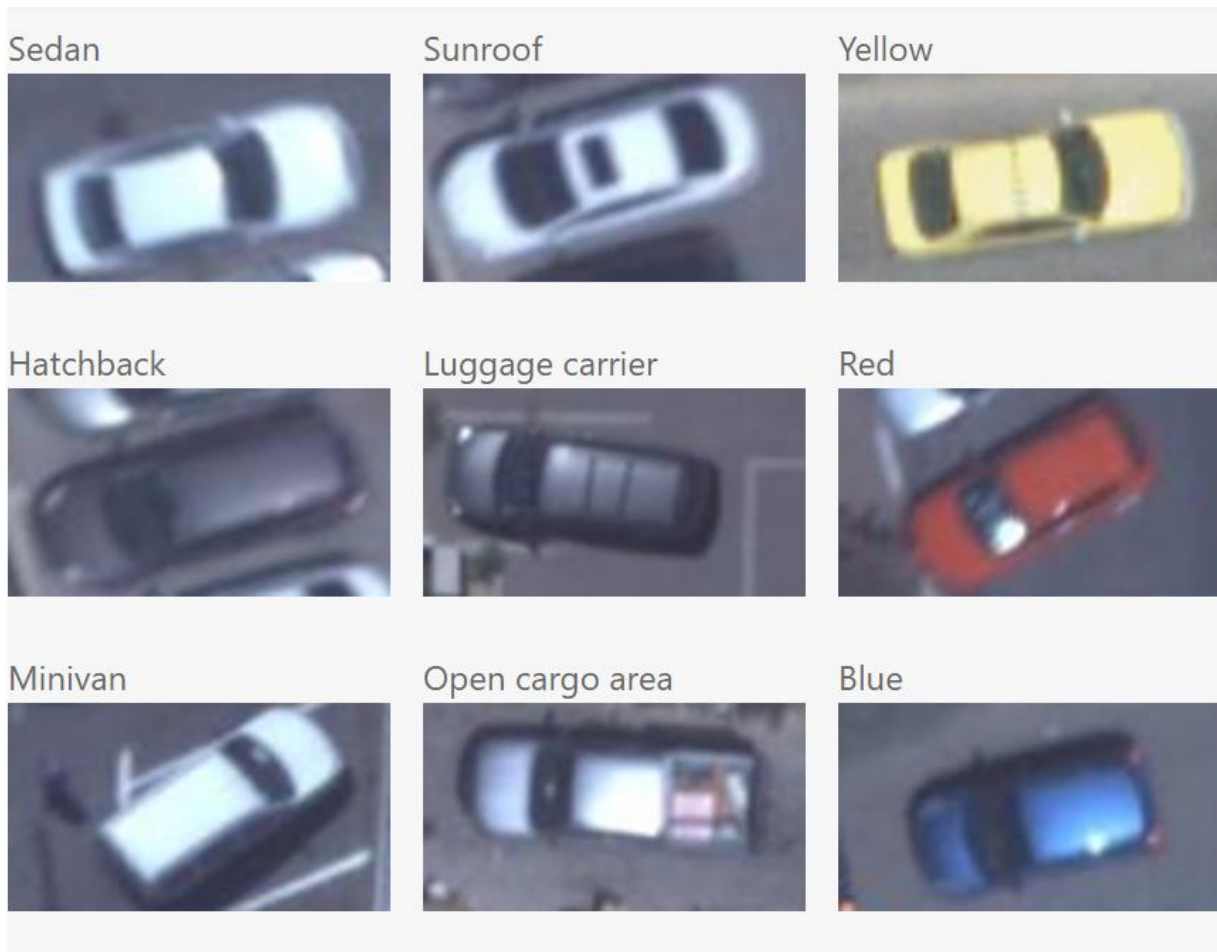 Sedan
Sunroof
Yellow
Hatchback
Luggage carrier
Red
Minivan
Open cargo area
Blue